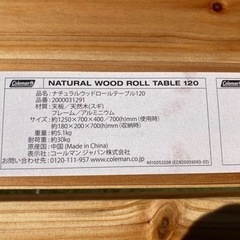 Coleman
NATURAL WOOD ROLL TABLE 120
Coleman
品名：ナチュラルウッドロールテーブル120
品番：2000031291
材質：天板／天然木(スギ)
フレーム／アルミニウム
サイズ：約1250×700×400／700(h)mm(使用時)
約180×200×700(h)mm(収納時)
重量：約5.1kg
耐荷重：約30kg
原産国：中国 (Made in China)
発売元：コールマン ジャパン株式会社
お問い合わせ：0120-111-957 www.coleman.co.jp
4010053208 (ECN20659093-03)